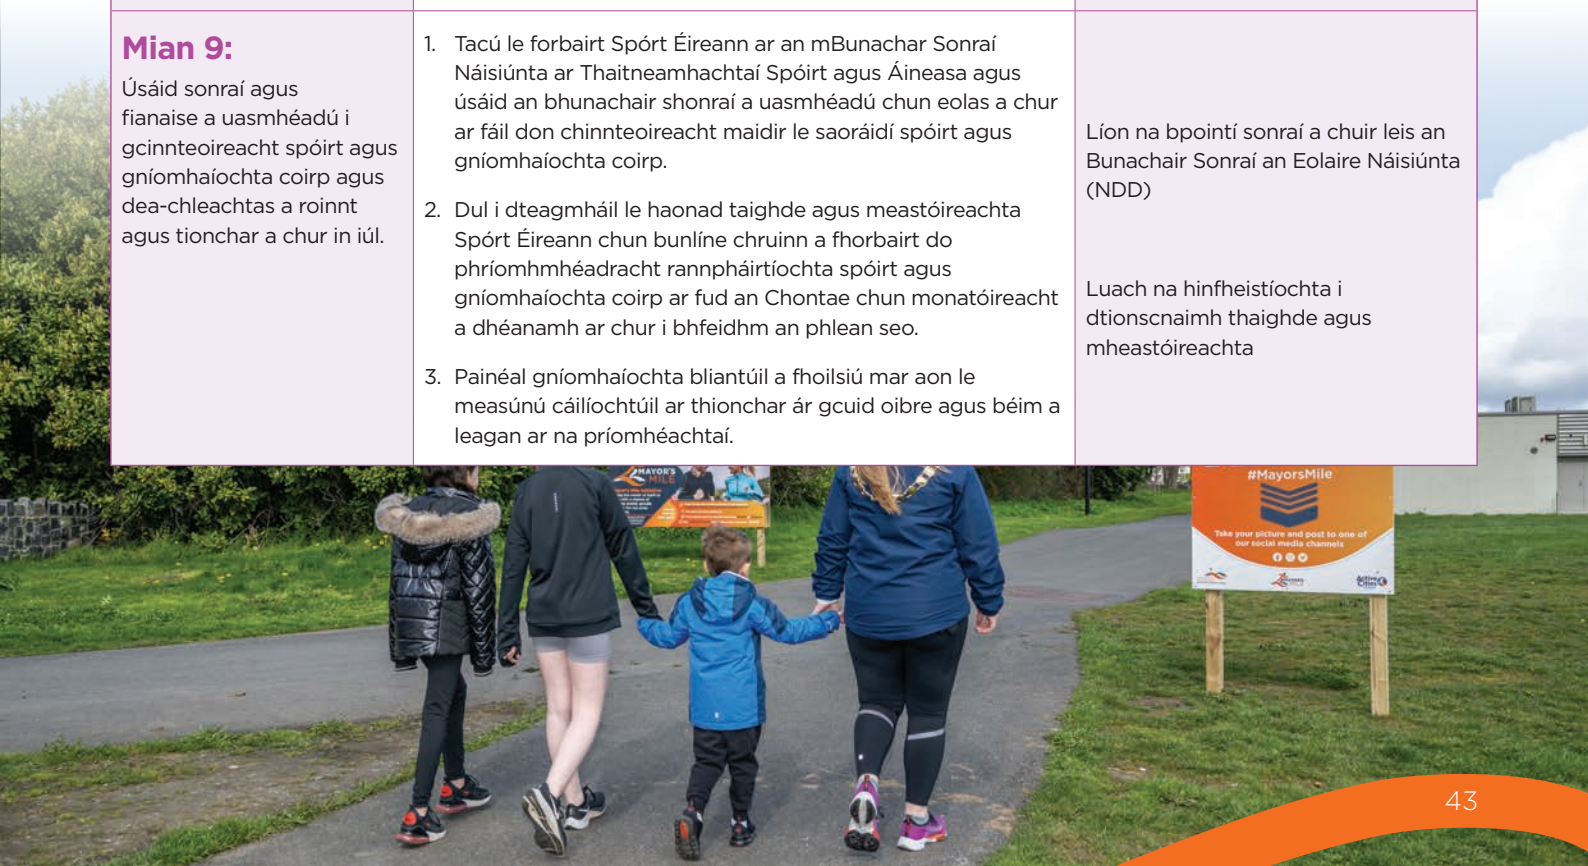 Mian 9:
Úsáid sonraí agus
fianaise a uasmhéadú i
gcinnteoireacht spóirt agus
gníomhaíochta coirp agus
dea-chleachtas a roinnt
agus tionchar a chur in iúl.
1. Tacú le forbairt Spórt Éireann ar an mBunachar Sonraí
Náisiúnta ar Thaitneamhachtaí Spóirt agus Áineasa agus
úsáid an bhunachair shonraí a uasmhéadú chun eolas a chur
ar fáil don chinnteoireacht maidir le saoráidí spóirt agus
gníomhaíochta coirp.
2. Dul i dteagmháil le haonad taighde agus meastóireachta
Spórt Éireann chun bunlíne chruinn a fhorbairt do
phríomhmhéadracht rannpháirtíochta spóirt agus
gníomhaíochta coirp ar fud an Chontae chun monatóireacht
a dhéanamh ar chur i bhfeidhm an phlean seo.
3. Painéal gníomhaíochta bliantúil a fhoilsiú mar aon le
measúnú cáilíochtúil ar thionchar ár gcuid oibre agus béim a
leagan ar na príomhéachtaí.
Líon na bpointí sonraí a chuir leis an
Bunachair Sonraí an Eolaire Náisiúnta
(NDD)
Luach na hinfheistíochta i
dtionscnaimh thaighde agus
mheastóireachta
MAYOR'S
MILE
#MayorsMile
Take your picture and post to one of
our social media channels
MAYOR'S
MILE
Active
Cities
43